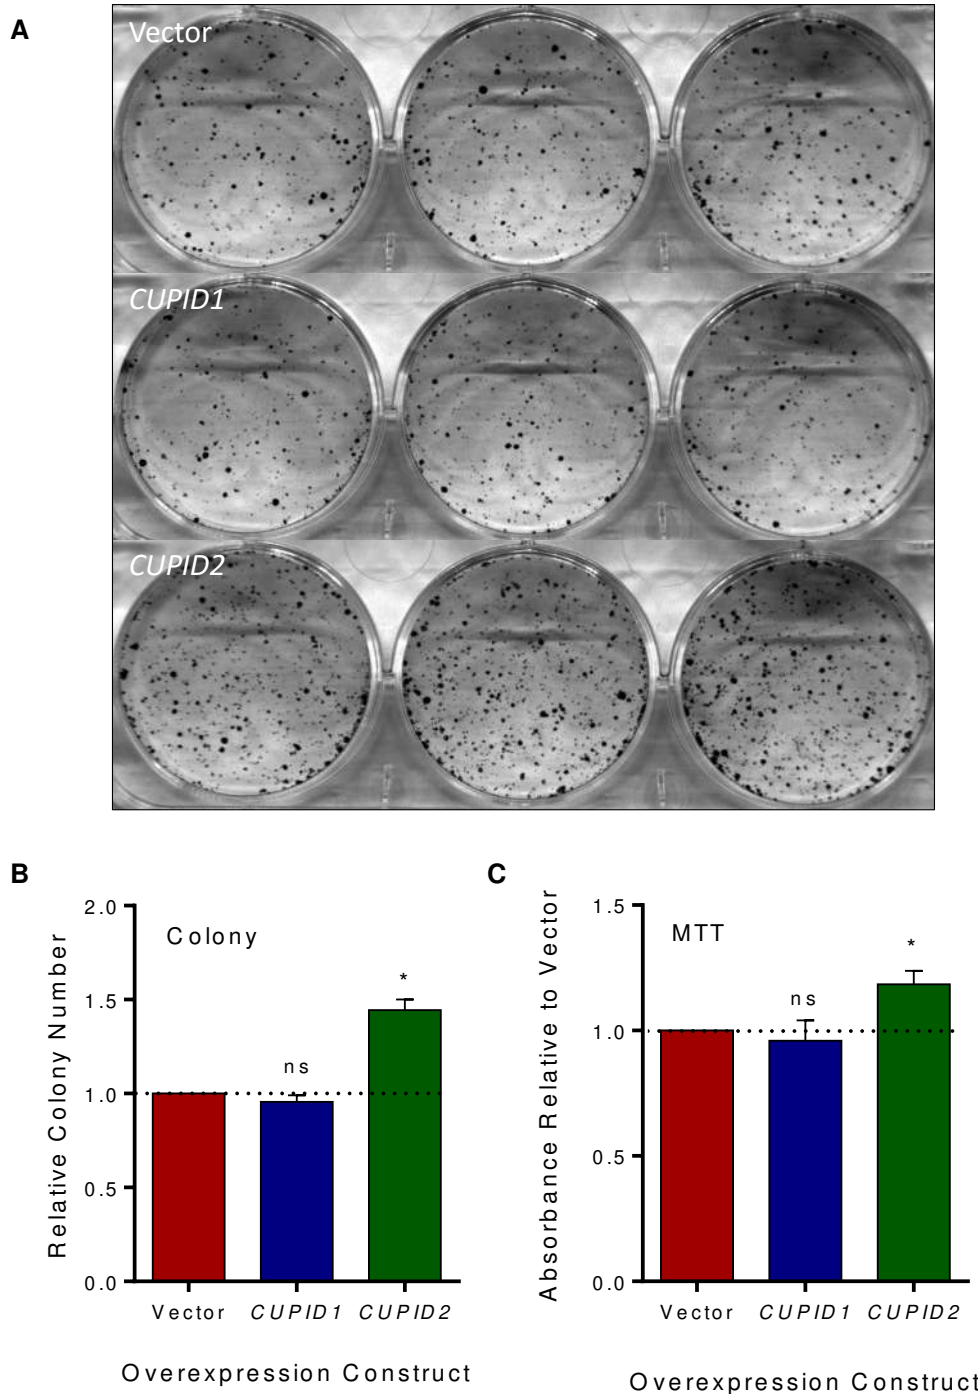 A
Vector
CUPID1
CUPID2
B
2.0
1.5
1.0
0.5
0.0
Relative Colony Number
Colony
ns
*
Vector CUPID1 CUPID2
Overexpression Construct
C
1.5
1.0
0.5
0.0
Absorbance Relative to Vector
MTT
ns
*
Vector CUPID1 CUPID2
Overexpression Construct